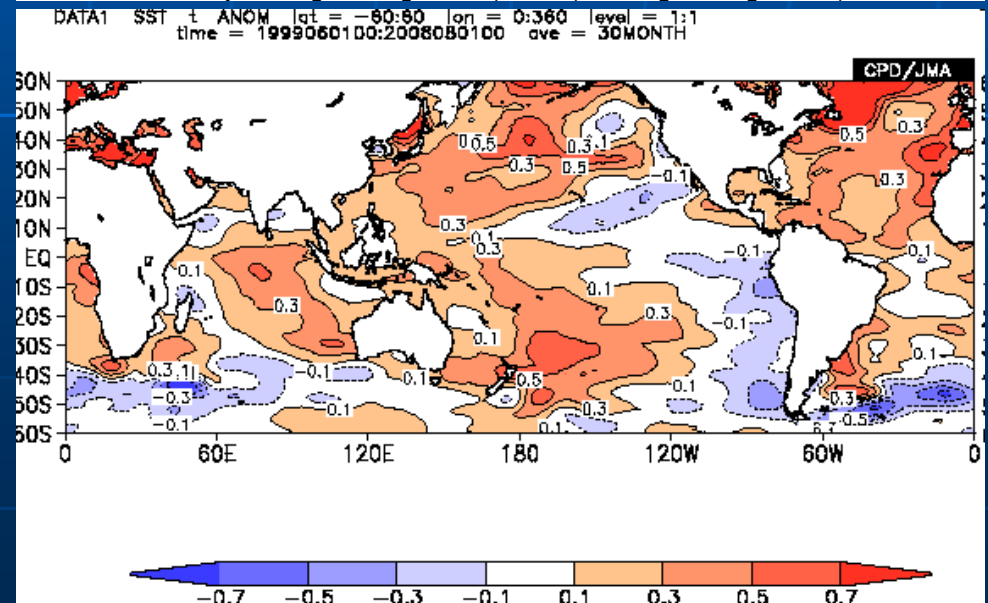 DATA1 SST t ANOM lat = -60:60 lon = 0:360 level = 1:1
time = 1999060100:2008080100 ave = 30MONTH
CPD/JMA
60N
50N
40N
30N
20N
10N
EQ
10S
20S
30S
40S
50S
60S
0.5
0.3
0.1
0.5
0.3
0.3
0.5
-0.1
0.3
0.3
0.1
0.3
-0.1
0.1
0.1
0.1
0.3
0.3
-0.1
0.1
0.1
0.3
-0.1
0.1
0.5
0.1
-0.3
-0.1
0.3
0.3
-0.1
0.1
-0.5
0 60E 120E 180 120W 60W 0
-0.7 -0.5 -0.3 -0.1 0.1 0.3 0.5 0.7